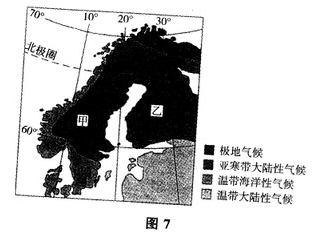 70° 10° 20° 30°
北极圈
甲 乙
60°
极地气候
亚寒带大陆性气候
温带海洋性气候
温带大陆性气候
图 7